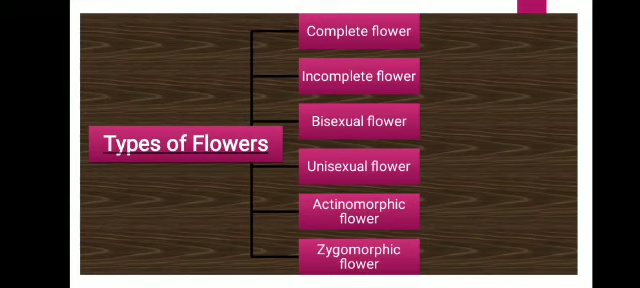 Complete flower
Incomplete flower
Bisexual flower
Types of Flowers
Unisexual flower
Actinomorphic
flower
Zygomorphic
flower